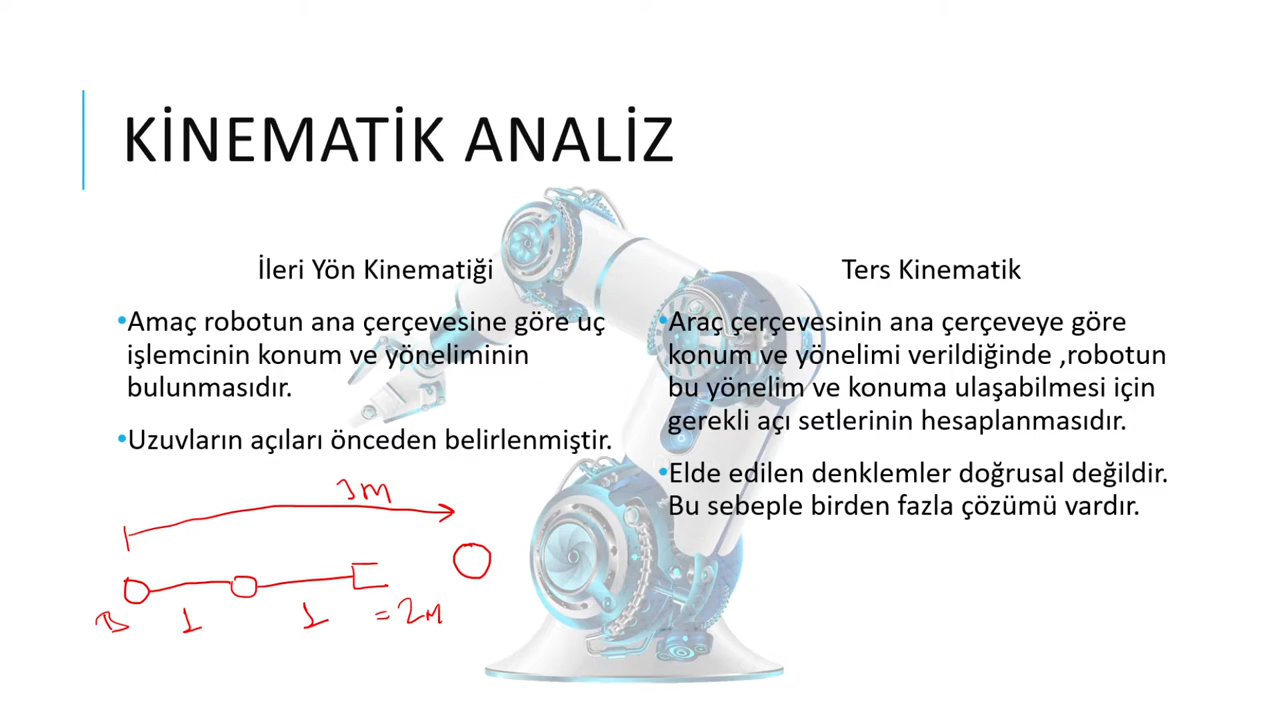 KİNEMATİK ANALİZ
İleri Yön Kinematiği
•Amaç robotun ana çerçevesine göre uç
işlemcinin konum ve yöneliminin
bulunmasıdır.
•Uzuvların açıları önceden belirlenmiştir.
3m
B 1 1 = 2m
Ters Kinematik
•Araç çerçevesinin ana çerçeveye göre
konum ve yönelimi verildiğinde ,robotun
bu yönelim ve konuma ulaşabilmesi için
gerekli açı setlerinin hesaplanmasıdır.
•Elde edilen denklemler doğrusal değildir.
Bu sebeple birden fazla çözümü vardır.